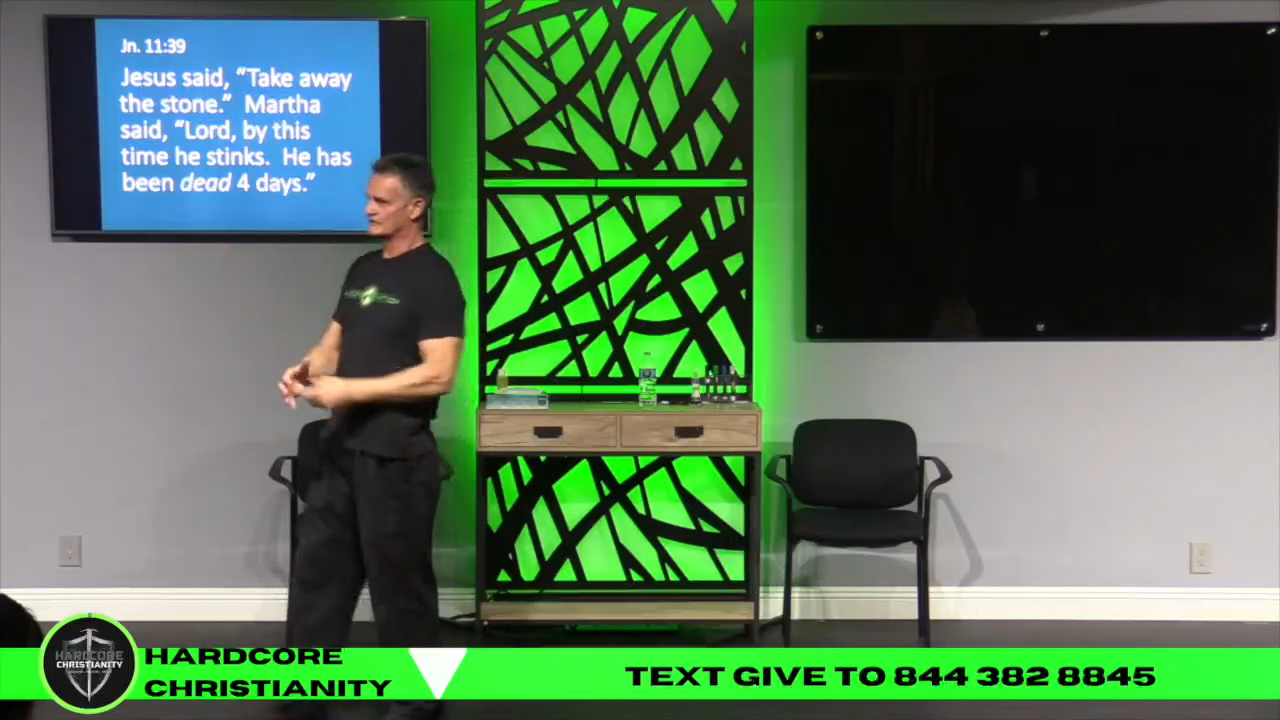 Jn. 11:39
Jesus said, “Take away
the stone.”  Martha
said, “Lord, by this
time he stinks.  He has
been dead 4 days.”
HARDCORE
CHRISTIANITY
HARDCORE
CHRISTIANITY
TEXT GIVE TO 844 382 8845